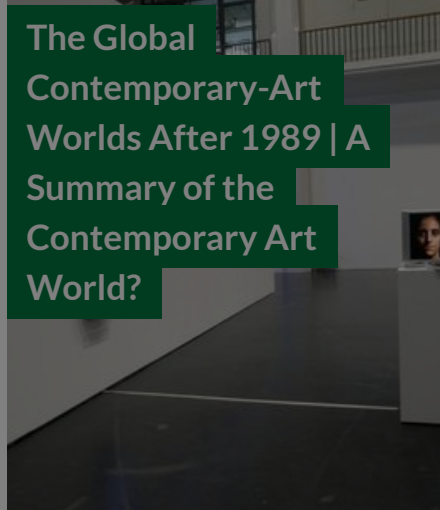 The Global
Contemporary-Art
Worlds After 1989 | A
Summary of the
Contemporary Art
World?